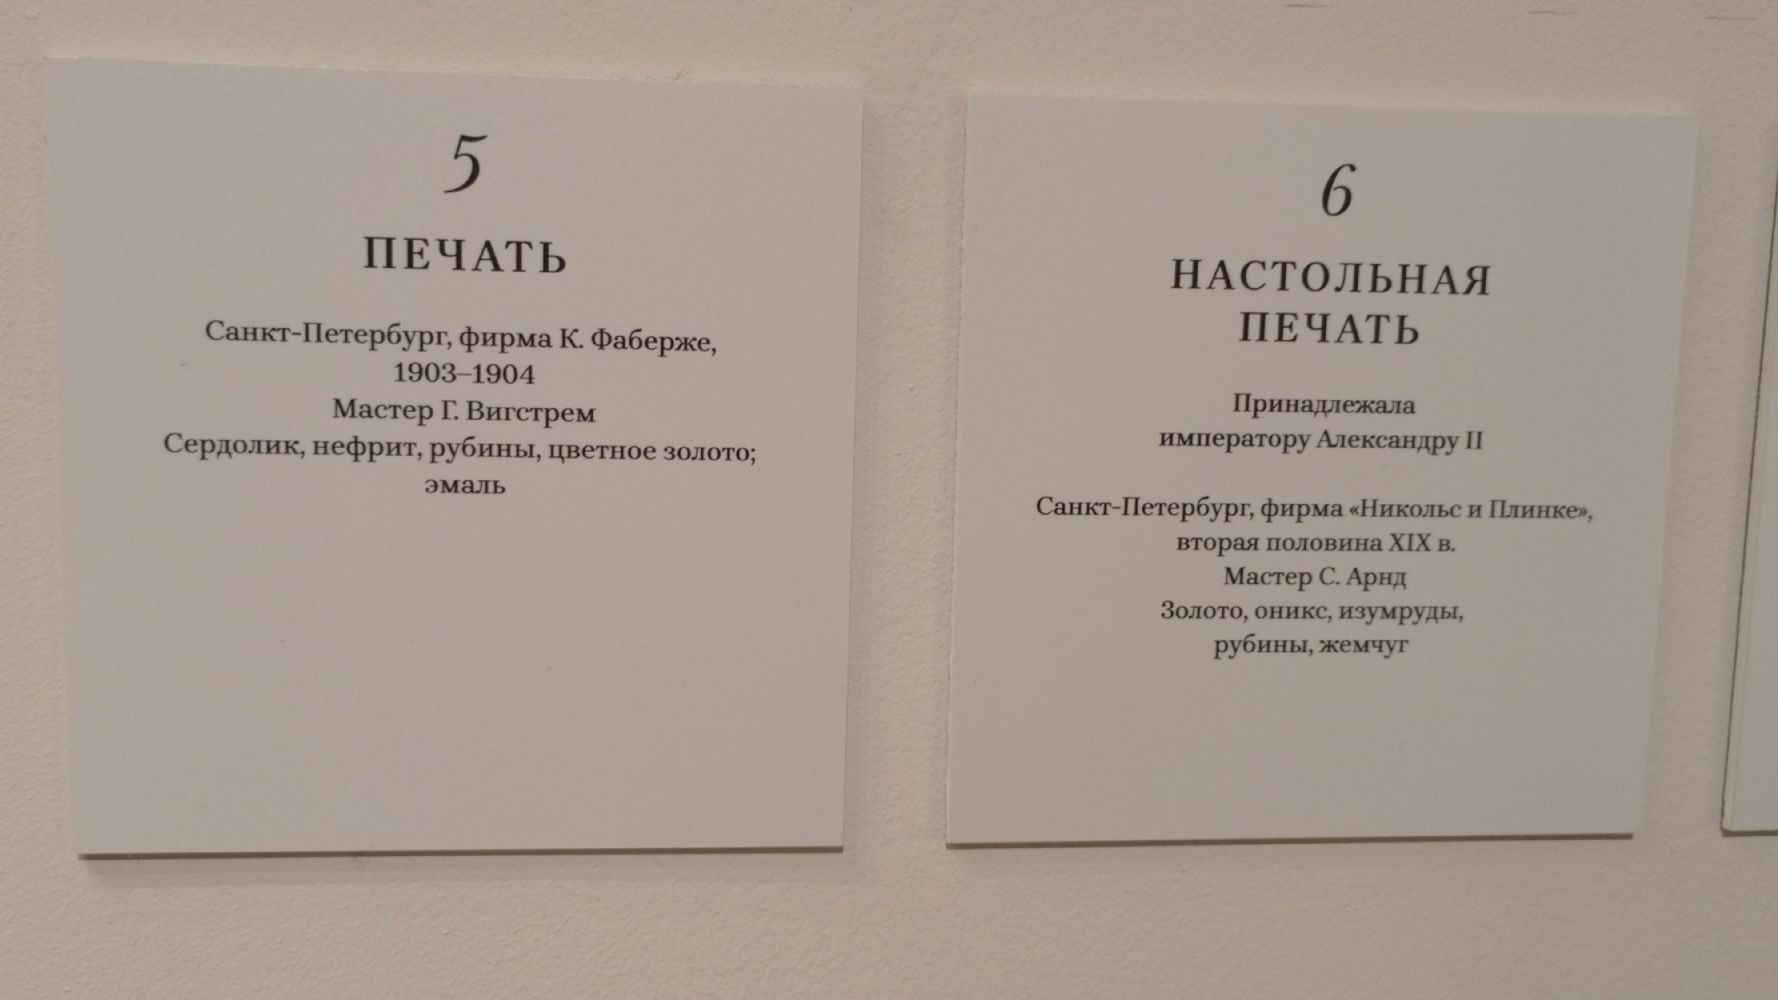 5
ПЕЧАТЬ
Санкт-Петербург, фирма К. Фаберже,
1903–1904
Мастер Г. Вигстрем
Сердолик, нефрит, рубины, цветное золото;
эмаль
6
НАСТОЛЬНАЯ
ПЕЧАТЬ
Принадлежала
императору Александру II
Санкт-Петербург, фирма «Никольс и Плинке»,
вторая половина XIX в.
Мастер С. Арнд
Золото, оникс, изумруды,
рубины, жемчуг